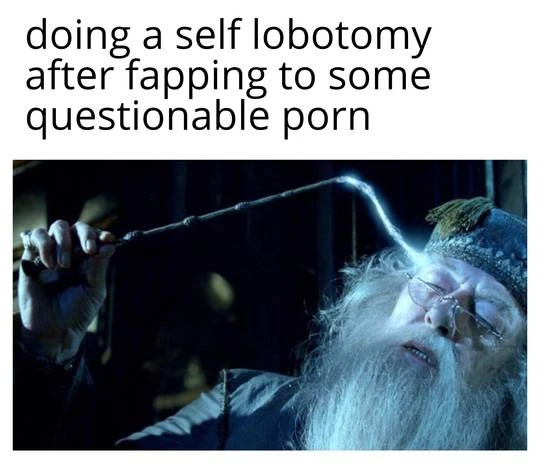 doing a self lobotomy
after fapping to some
questionable porn